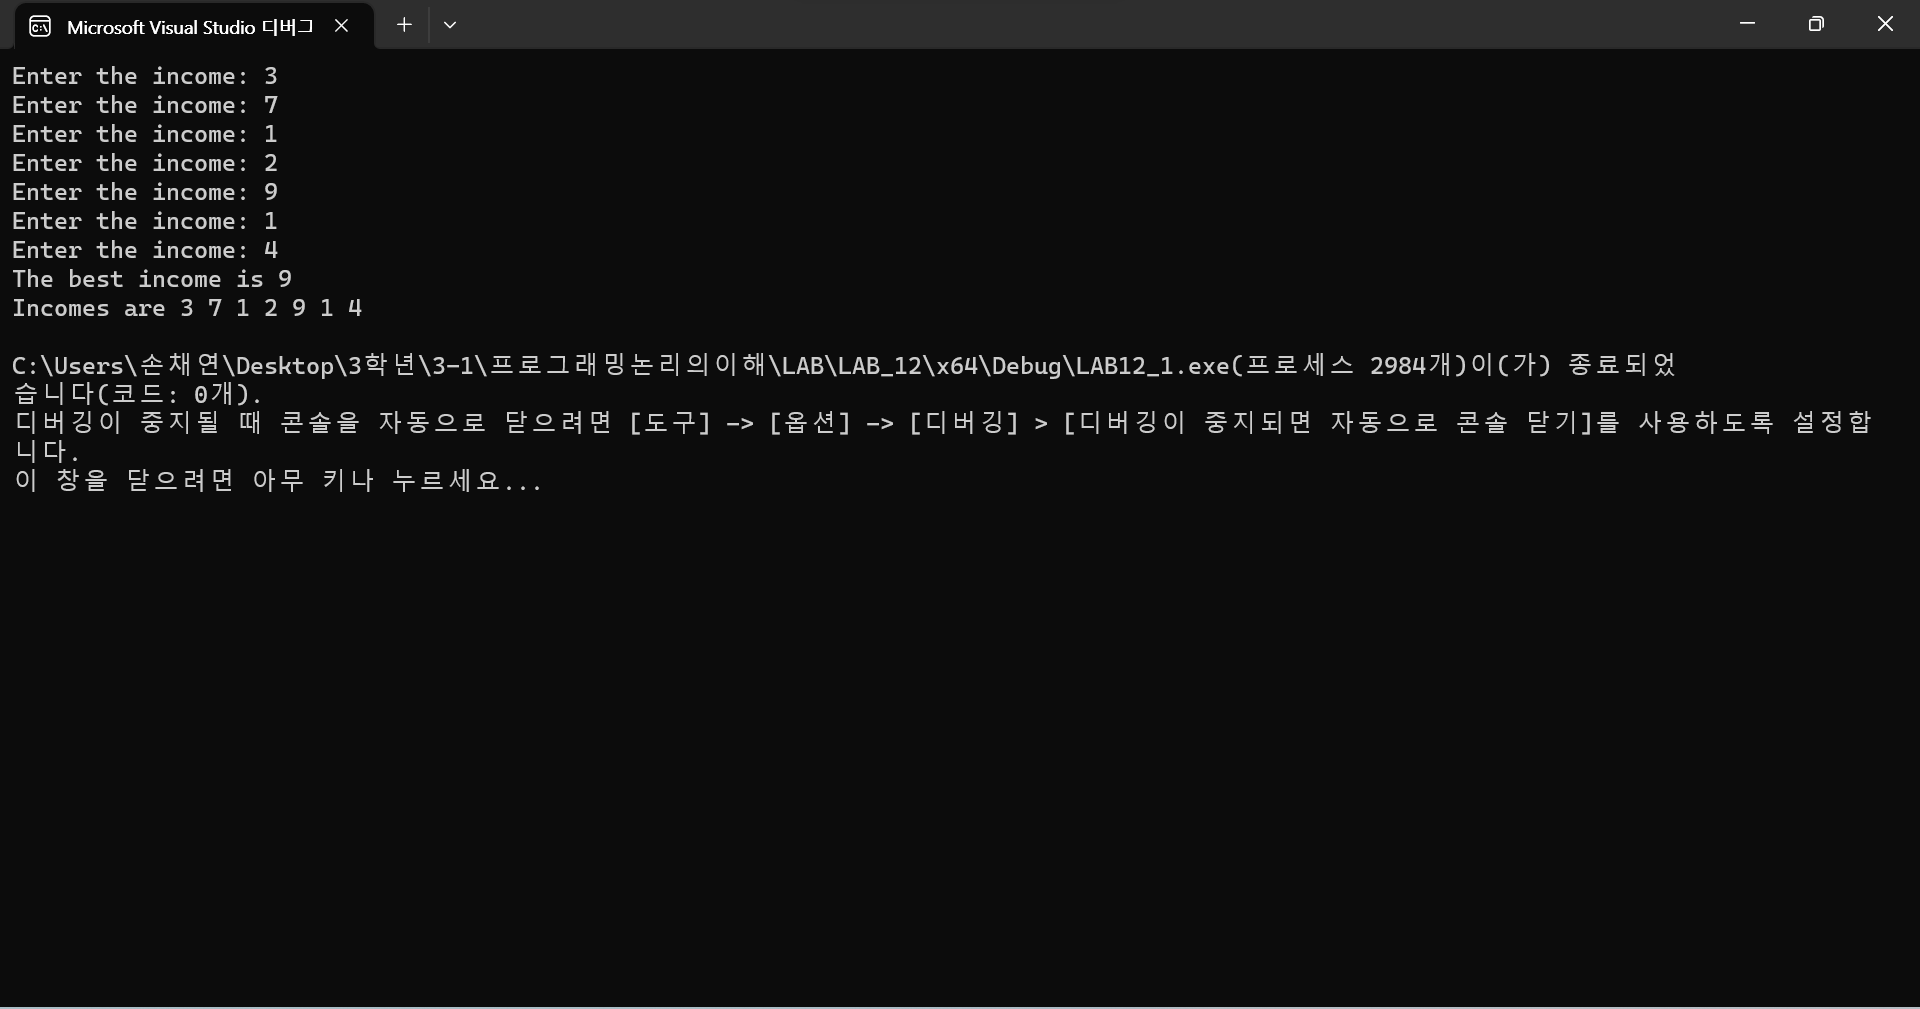 Microsoft Visual Studio 디버그
Enter the income: 3
Enter the income: 7
Enter the income: 1
Enter the income: 2
Enter the income: 9
Enter the income: 1
Enter the income: 4
The best income is 9
Incomes are 3 7 1 2 9 1 4
C:\Users\손채연\Desktop\3학년\3-1\프로그래밍논리의이해\LAB\LAB_12\x64\Debug\LAB12_1.exe(프로세스 2984개)이(가) 종료되었
습니다(코드: 0개).
디버깅이 중지될 때 콘솔을 자동으로 닫으려면 [도구] -> [옵션] -> [디버깅] > [디버깅이 중지되면 자동으로 콘솔 닫기]를 사용하도록 설정합
니다.
이 창을 닫으려면 아무 키나 누르세요...